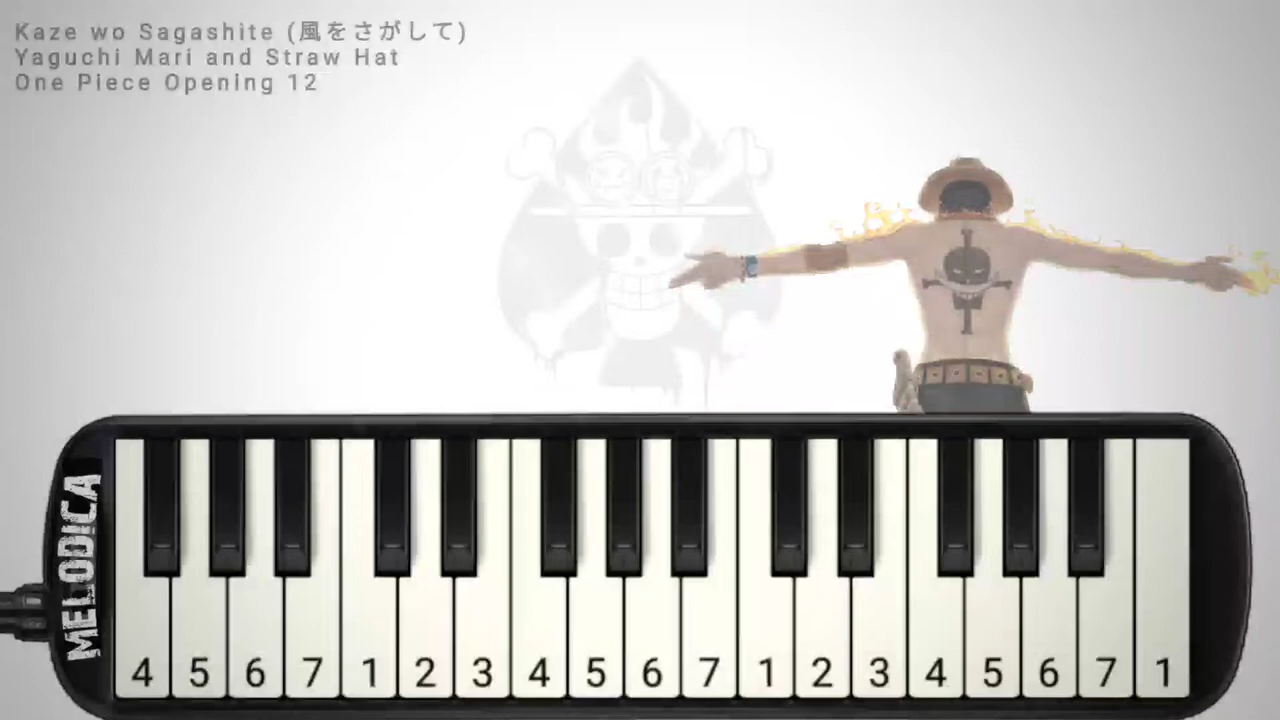 Kaze wo Sagashite (風をさがして)
Yaguchi Mari and Straw Hat
One Piece Opening 12
MELODICA
4 5 6 7 1 2 3 4 5 6 7 1 2 3 4 5 6 7 1